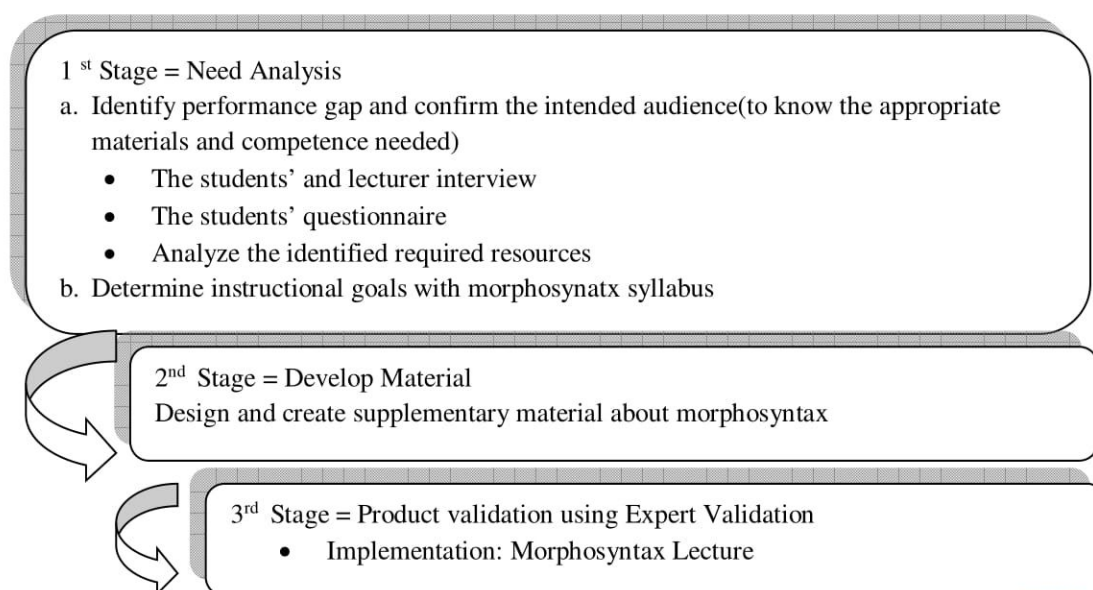 1 st Stage = Need Analysis
a. Identify performance gap and confirm the intended audience(to know the appropriate
materials and competence needed)
• The students’ and lecturer interview
• The students’ questionnaire
• Analyze the identified required resources
b. Determine instructional goals with morphosynatx syllabus
2nd Stage = Develop Material
Design and create supplementary material about morphosyntax
3rd Stage = Product validation using Expert Validation
• Implementation: Morphosyntax Lecture